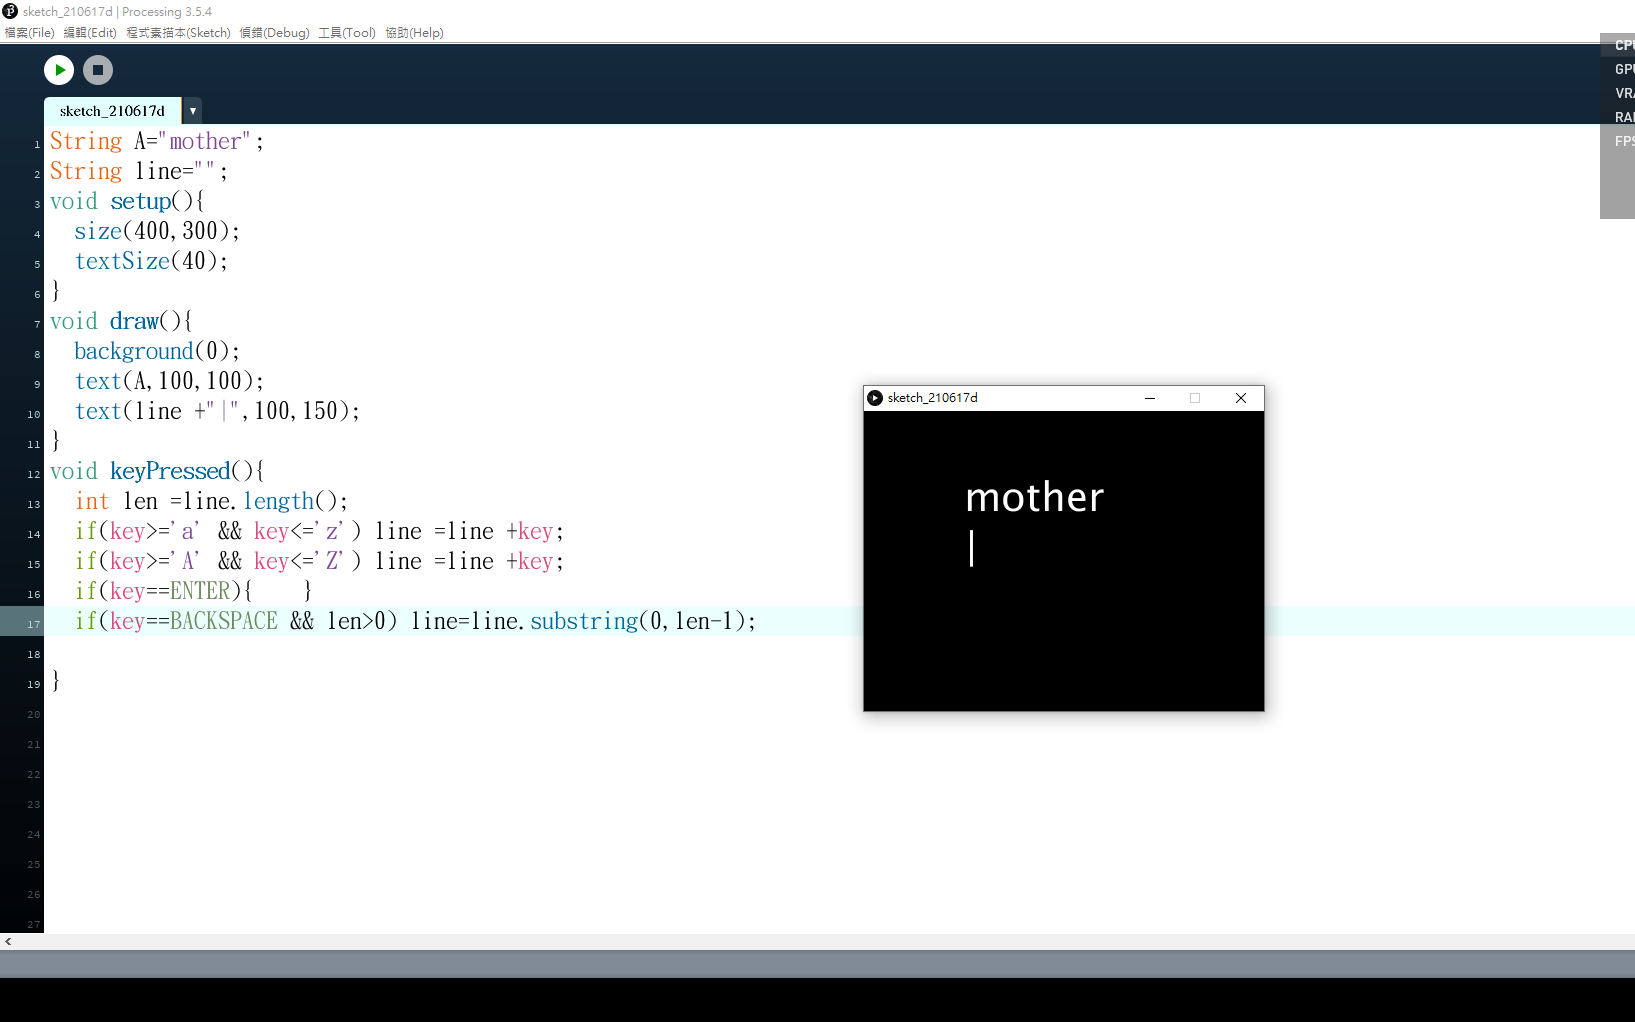 sketch_210617d | Processing 3.5.4
檔案(File) 編輯(Edit) 程式素描本(Sketch) 偵錯(Debug) 工具(Tool) 協助(Help)
CPU
GPU
VRA
RAM
FPS
sketch_210617d ▼
1 String A="mother";
2 String line="";
3 void setup(){
4 size(400,300);
5 textSize(40);
6 }
7 void draw(){
8 background(0);
9 text(A,100,100);
10 text(line +"|",100,150);
11 }
12 void keyPressed(){
13 int len =line.length();
14 if(key>='a' && key<='z') line =line +key;
15 if(key>='A' && key<='Z') line =line +key;
16 if(key==ENTER){    }
17 if(key==BACKSPACE && len>0) line=line.substring(0,len-1);
18
19 }
20
21
22
23
24
25
26
27
sketch_210617d
mother
|